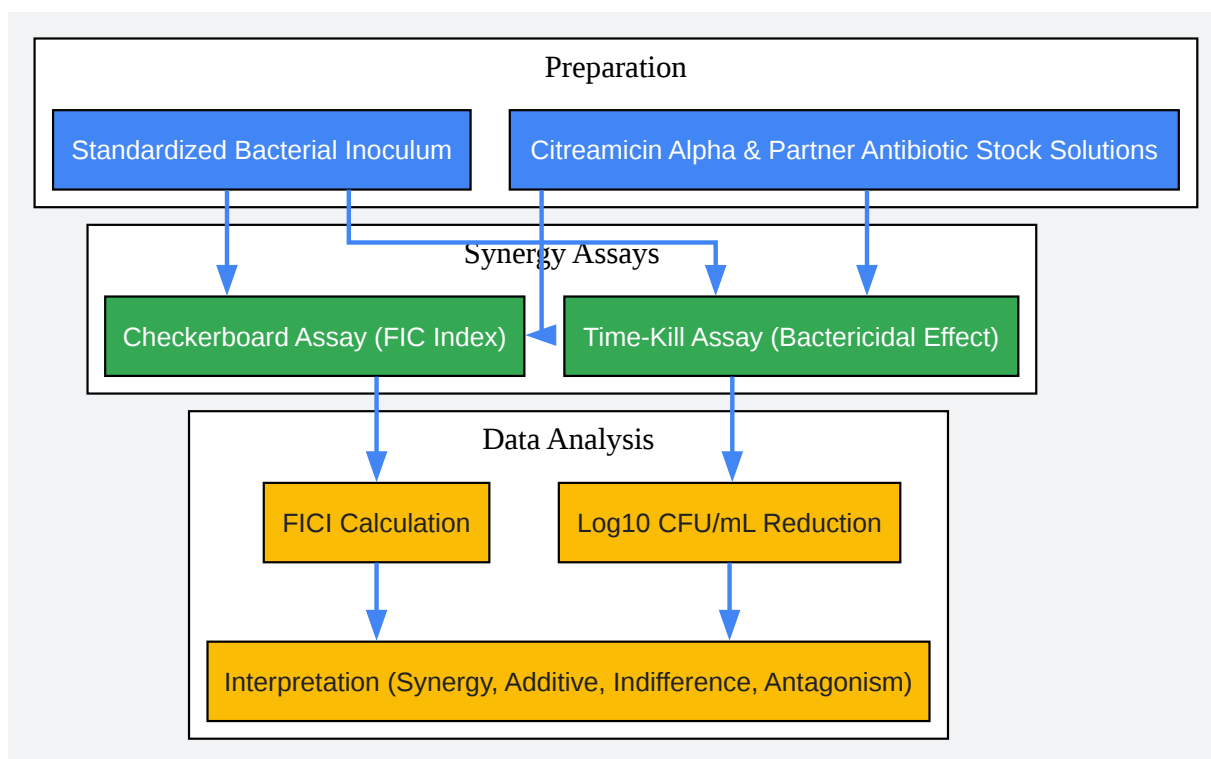 Preparation
Standardized Bacterial Inoculum
Citreamicin Alpha & Partner Antibiotic Stock Solutions
Synergy Assays
Checkerboard Assay (FIC Index)
Time-Kill Assay (Bactericidal Effect)
Data Analysis
FICI Calculation
Log10 CFU/mL Reduction
Interpretation (Synergy, Additive, Indifference, Antagonism)